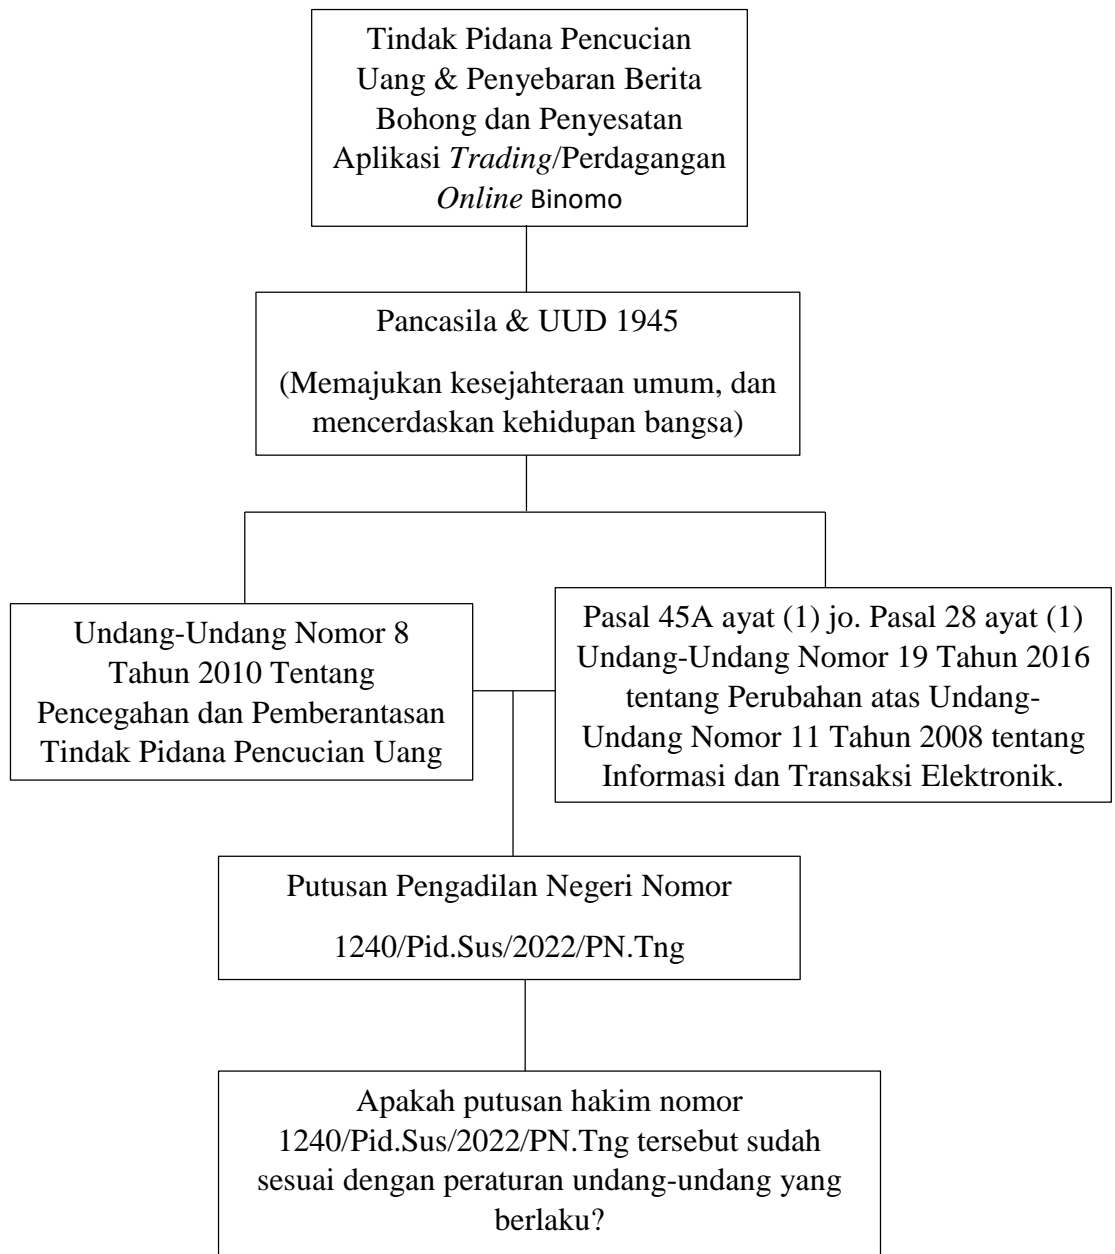 Tindak Pidana Pencucian
Uang & Penyebaran Berita
Bohong dan Penyesatan
Aplikasi Trading/Perdagangan
Online Binomo
Pancasila & UUD 1945
(Memajukan kesejahteraan umum, dan
mencerdaskan kehidupan bangsa)
Undang-Undang Nomor 8
Tahun 2010 Tentang
Pencegahan dan Pemberantasan
Tindak Pidana Pencucian Uang
Pasal 45A ayat (1) jo. Pasal 28 ayat (1)
Undang-Undang Nomor 19 Tahun 2016
tentang Perubahan atas Undang-
Undang Nomor 11 Tahun 2008 tentang
Informasi dan Transaksi Elektronik.
Putusan Pengadilan Negeri Nomor
1240/Pid.Sus/2022/PN.Tng
Apakah putusan hakim nomor
1240/Pid.Sus/2022/PN.Tng tersebut sudah
sesuai dengan peraturan undang-undang yang
berlaku?